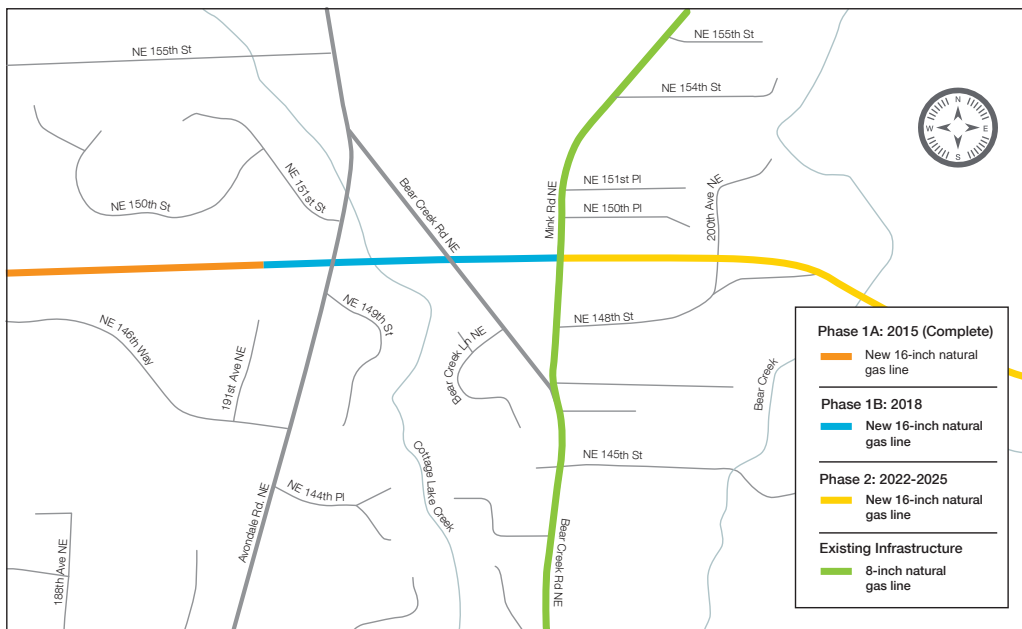 NE 155th St
NE 155th St
NE 154th St
N
W
E
S
NE 151st St
Bear Creek Rd NE
Mink Rd NE
NE 151st Pl
200th Ave NE
NE 150th St
NE 150th Pl
NE 146th Way
NE 149th St
NE 148th St
191st Ave NE
Bear Creek Ln NE
Bear Creek
Cottage Lake Creek
NE 145th St
NE 144th Pl
Avondale Rd. NE
Bear Creek Rd NE
188th Ave NE
Phase 1A: 2015 (Complete)
New 16-inch natural
gas line
Phase 1B: 2018
New 16-inch natural
gas line
Phase 2: 2022-2025
New 16-inch natural
gas line
Existing Infrastructure
8-inch natural
gas line